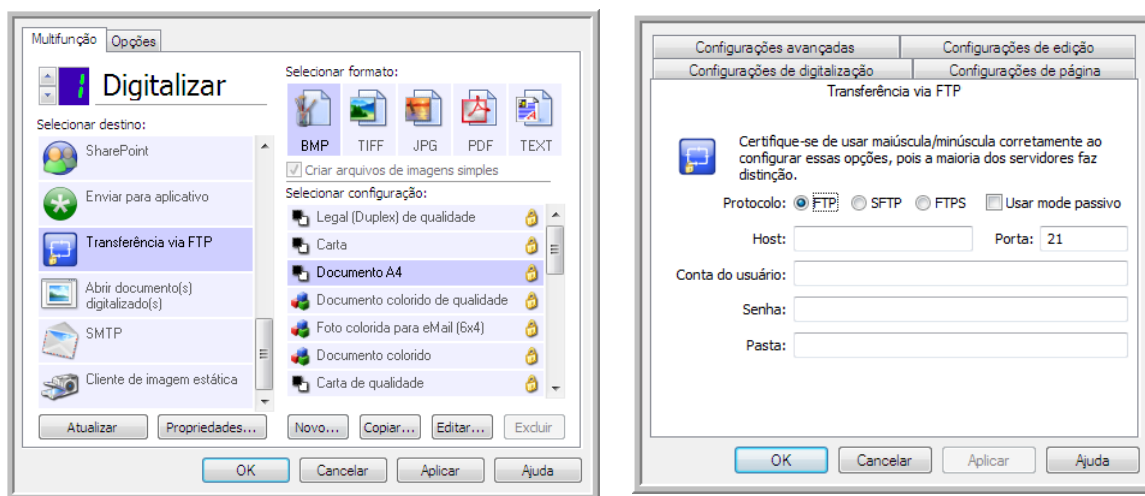 Multifunção
Opções
1
Digitalizar
Selecionar destino:
SharePoint
Enviar para aplicativo
Transferência via FTP
Abrir documento(s)
digitalizado(s)
SMTP
Cliente de imagem estática
Atualizar
Propriedades...
Selecionar formato:
BMP
TIFF
JPG
PDF
TEXT
Criar arquivos de imagens simples
Selecionar configuração:
Legal (Duplex) de qualidade
Carta
Documento A4
Documento colorido de qualidade
Foto colorida para eMail (6x4)
Documento colorido
Carta de qualidade
Novo...
Copiar...
Editar...
Excluir
OK
Cancelar
Aplicar
Ajuda
Configurações avançadas
Configurações de edição
Configurações de digitalização
Configurações de página
Transferência via FTP
Certifique-se de usar maiúscula/minúscula corretamente ao
configurar essas opções, pois a maioria dos servidores faz
distinção.
Protocolo: FTP SFTP FTPS Usar mode passivo
Host:
Porta: 21
Conta do usuário:
Senha:
Pasta:
OK
Cancelar
Aplicar
Ajuda